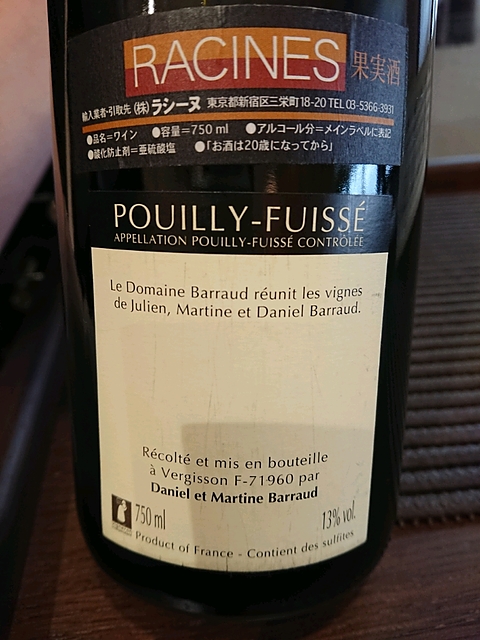 RACINES 果実酒
輸入業者・引取先 (株)ラシーヌ 東京都新宿区三栄町18-20 TEL 03-5366-3931
●品名=ワイン ●容量=750ml ●アルコール分=メインラベルに表記
●酸化防止剤=亜硫酸塩 ●「お酒は20歳になってから」
POUILLY-FUISSÉ
APPELLATION POUILLY-FUISSÉ CONTRÔLÉE
Le Domaine Barraud réunit les vignes
de Julien, Martine et Daniel Barraud.
Récolté et mis en bouteille
à Vergisson F-71960 par
Daniel et Martine Barraud
750 ml 13% vol.
Product of France - Contient des sulfites